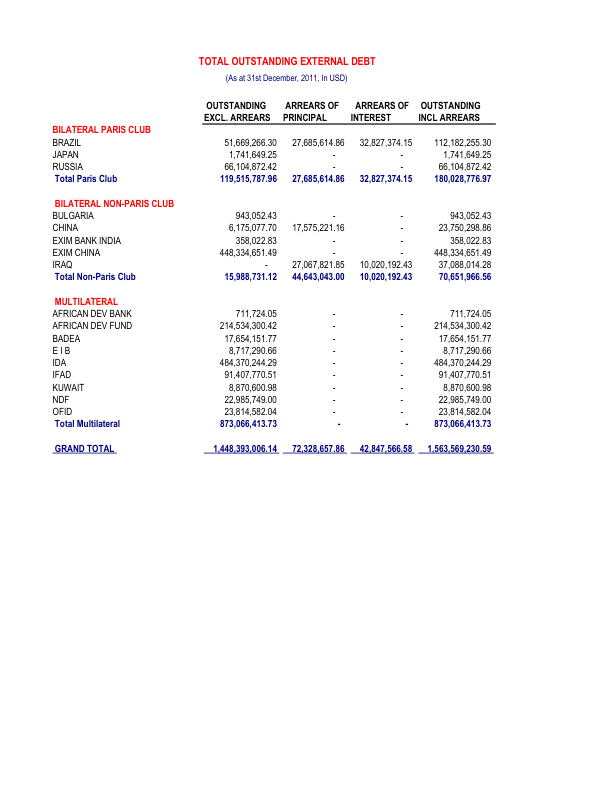 TOTAL OUTSTANDING EXTERNAL DEBT
(As at 31st December, 2011, In USD)
OUTSTANDING ARREARS OF ARREARS OF OUTSTANDING
EXCL. ARREARS PRINCIPAL INTEREST INCL ARREARS
BILATERAL PARIS CLUB
BRAZIL 51,669,266.30 27,685,614.86 32,827,374.15 112,182,255.30
JAPAN 1,741,649.25 - - 1,741,649.25
RUSSIA 66,104,872.42 - - 66,104,872.42
Total Paris Club 119,515,787.96 27,685,614.86 32,827,374.15 180,028,776.97
BILATERAL NON-PARIS CLUB
BULGARIA 943,052.43 - - 943,052.43
CHINA 6,175,077.70 17,575,221.16 - 23,750,298.86
EXIM BANK INDIA 358,022.83 - - 358,022.83
EXIM CHINA 448,334,651.49 - - 448,334,651.49
IRAQ - 27,067,821.85 10,020,192.43 37,088,014.28
Total Non-Paris Club 15,988,731.12 44,643,043.00 10,020,192.43 70,651,966.56
MULTILATERAL
AFRICAN DEV BANK 711,724.05 - - 711,724.05
AFRICAN DEV FUND 214,534,300.42 - - 214,534,300.42
BADEA 17,654,151.77 - - 17,654,151.77
E I B 8,717,290.66 - - 8,717,290.66
IDA 484,370,244.29 - - 484,370,244.29
IFAD 91,407,770.51 - - 91,407,770.51
KUWAIT 8,870,600.98 - - 8,870,600.98
NDF 22,985,749.00 - - 22,985,749.00
OFID 23,814,582.04 - - 23,814,582.04
Total Multilateral 873,066,413.73 - - 873,066,413.73
GRAND TOTAL 1,448,393,006.14 72,328,657.86 42,847,566.58 1,563,569,230.59